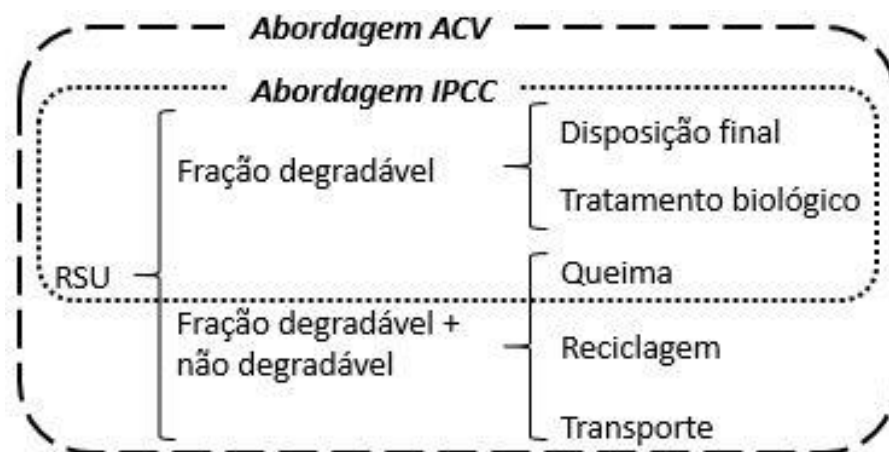 Abordagem ACV
Abordagem IPCC
Disposição final
Fração degradável
Tratamento biológico
RSU
Queima
Fração degradável +
não degradável
Reciclagem
Transporte